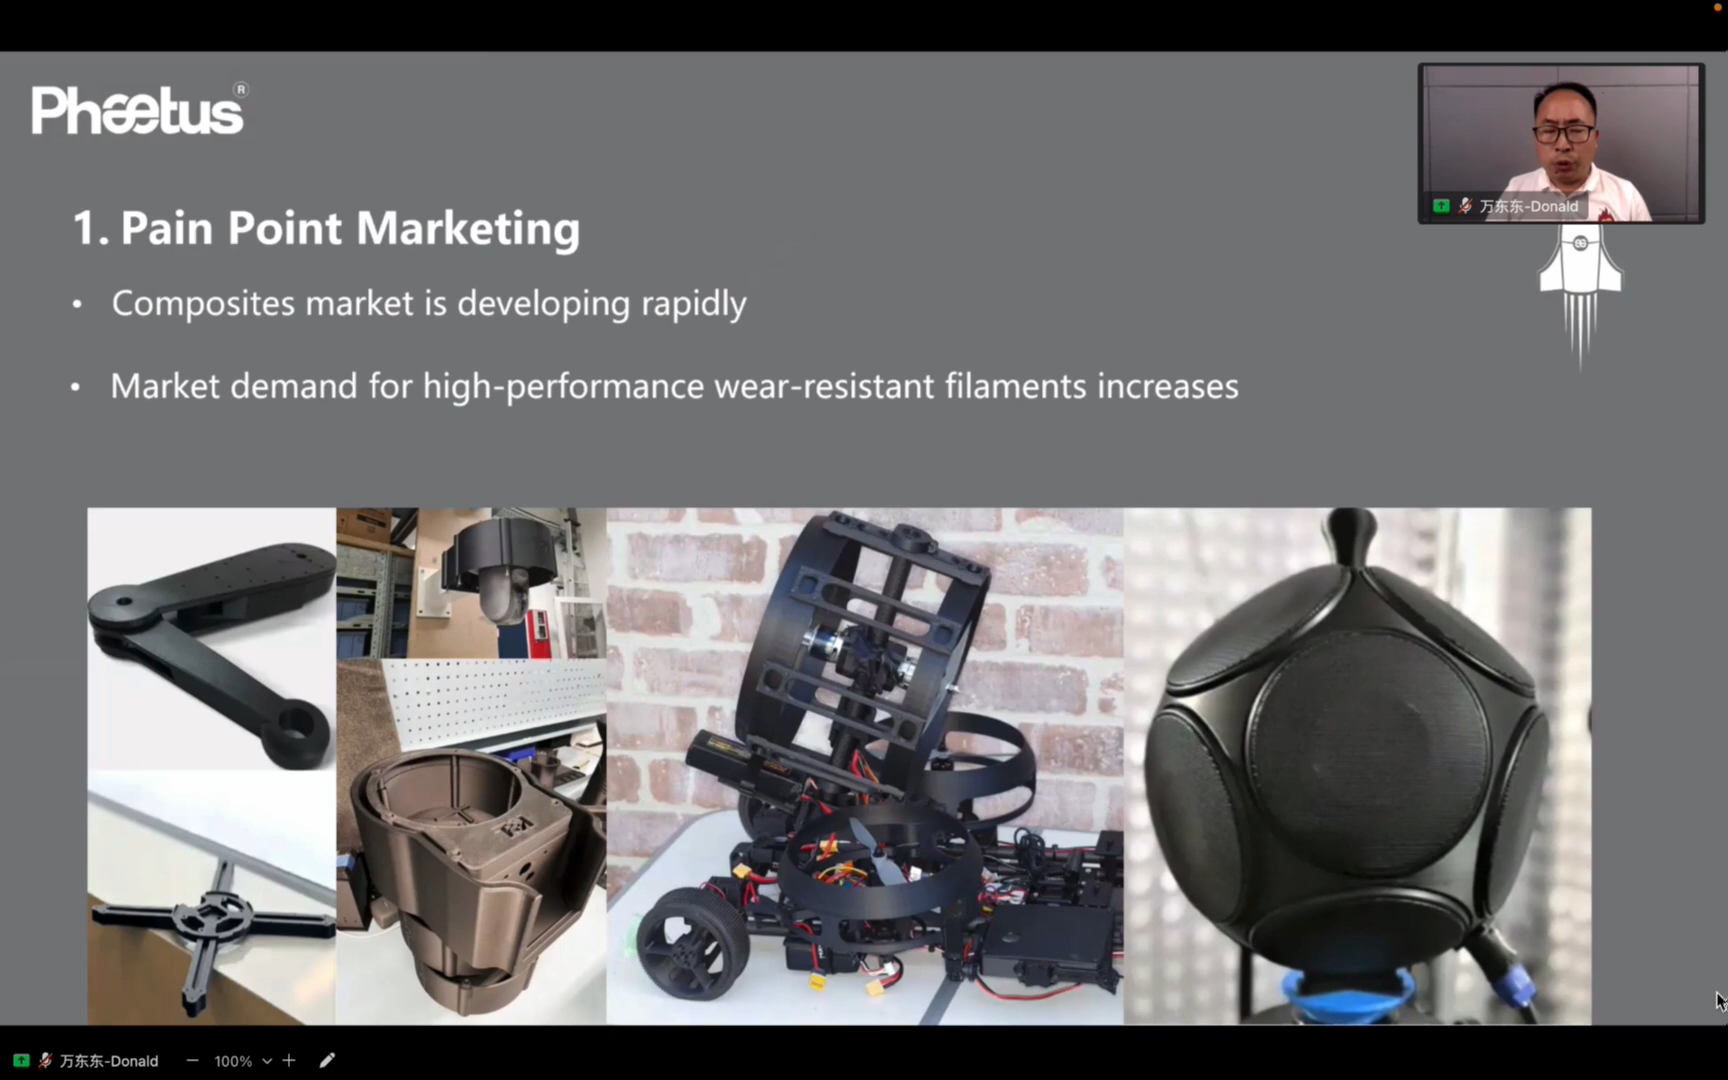 Phaetus®
万东东-Donald
1. Pain Point Marketing
• Composites market is developing rapidly
• Market demand for high-performance wear-resistant filaments increases
万东东-Donald
100%